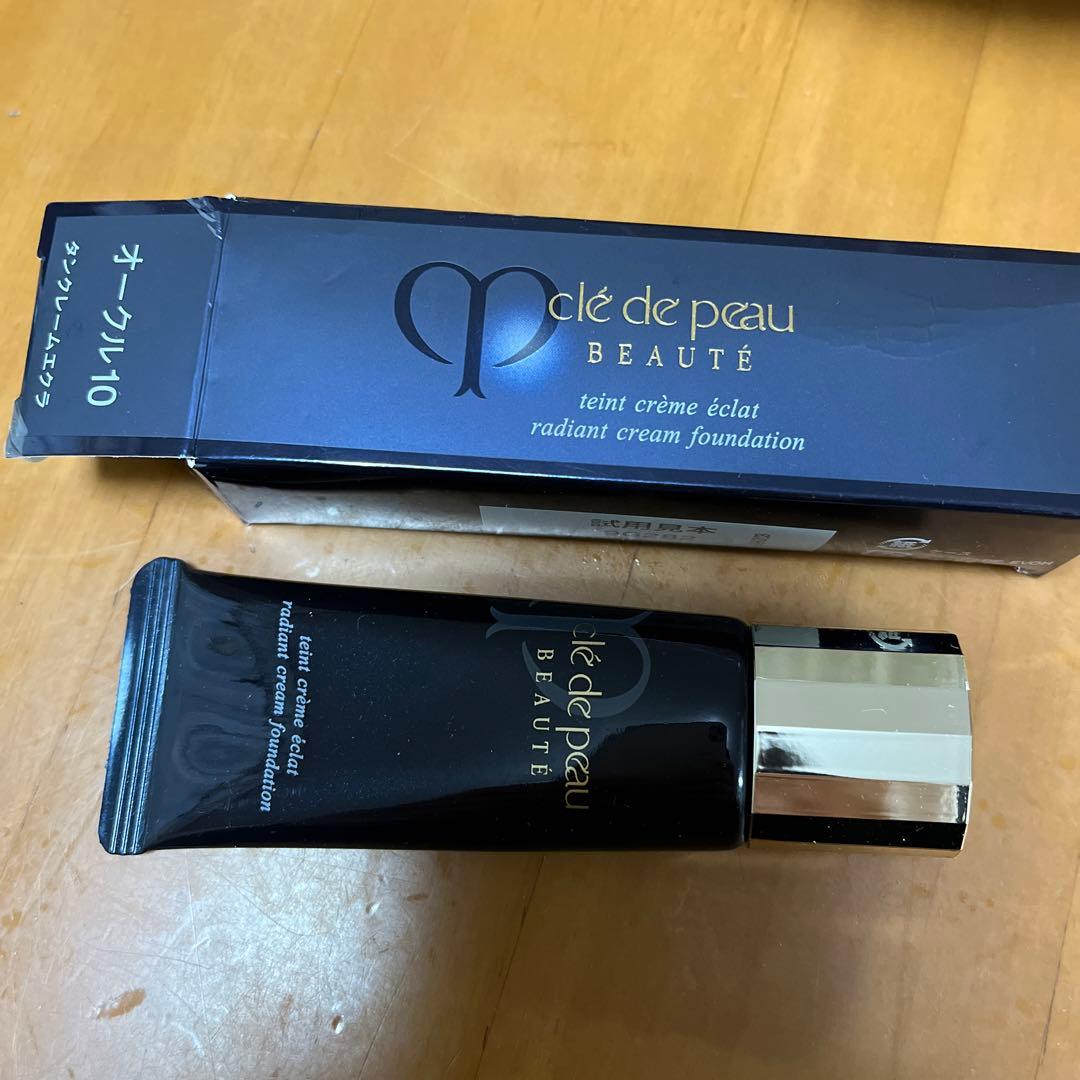 オークル10
タンクレームエクラ
clé de peau
BEAUTÉ
teint crème éclat
radiant cream foundation
試用見本
clé de peau
BEAUTÉ
teint crème éclat
radiant cream foundation